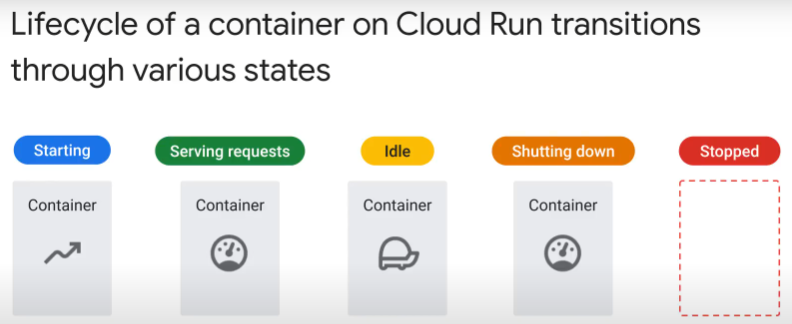 Lifecycle of a container on Cloud Run transitions
through various states
Starting
Serving requests
Idle
Shutting down
Stopped
Container
Container
Container
Container